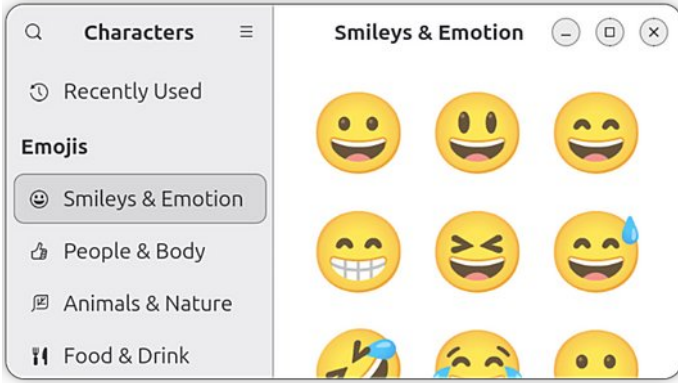 Characters
Smileys & Emotion
Recently Used
Emojis
Smileys & Emotion
People & Body
Animals & Nature
Food & Drink